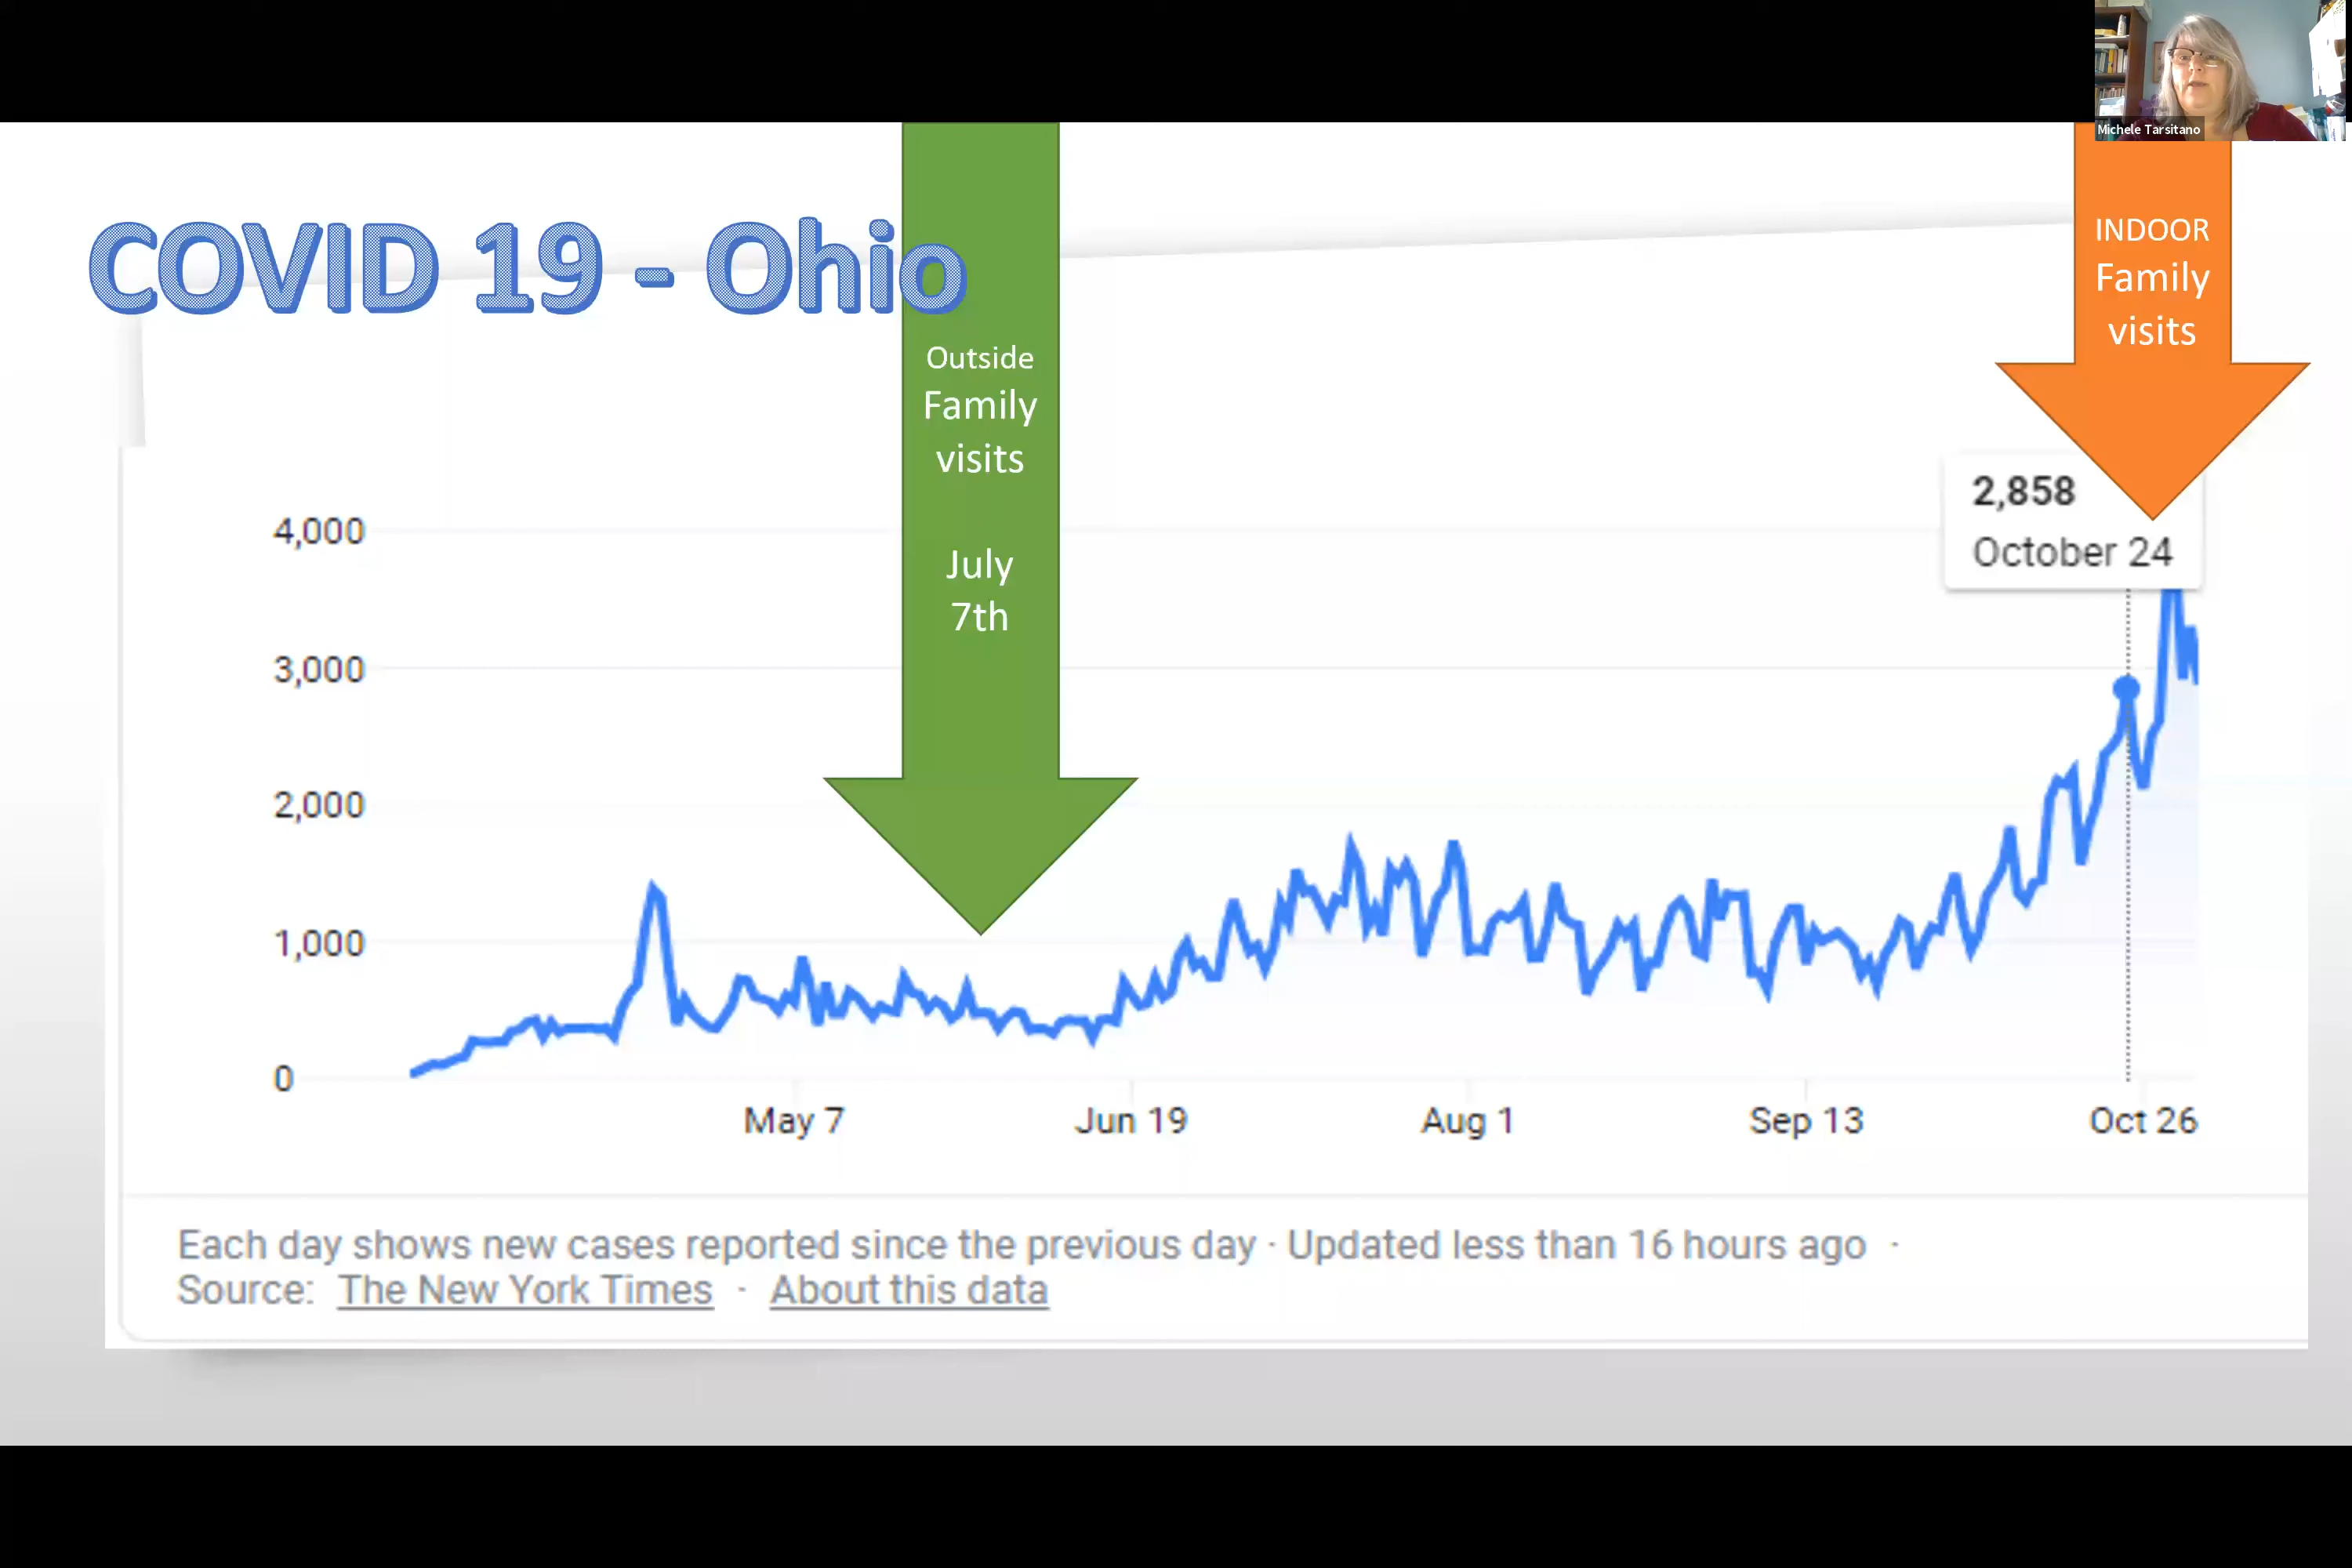 Michele Tarsitano
COVID 19 - Ohio
Outside
Family
visits
July
7th
INDOOR
Family
visits
2,858
October 24
4,000
3,000
2,000
1,000
0
May 7
Jun 19
Aug 1
Sep 13
Oct 26
Each day shows new cases reported since the previous day · Updated less than 16 hours ago ·
Source: The New York Times · About this data